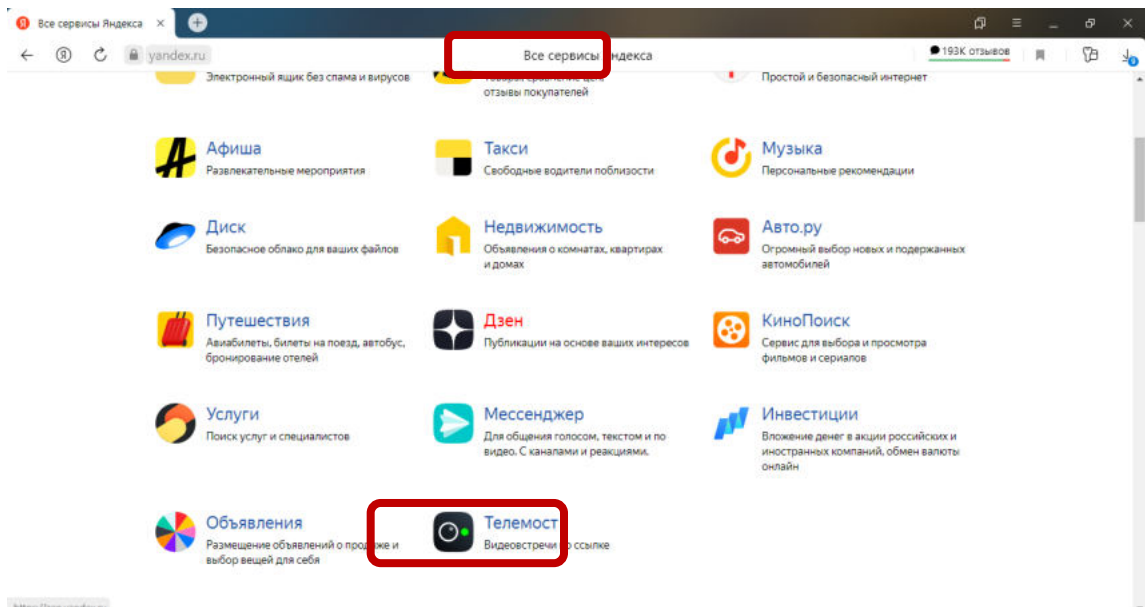 Все сервисы Яндекса
yandex.ru
Все сервисы ндекса
193К отзывов
Электронный ящик без спама и вирусов
отзывы покупателей
Простой и безопасный интернет
Афиша
Развлекательные мероприятия
Такси
Свободные водители поблизости
Музыка
Персональные рекомендации
Диск
Безопасное облако для ваших файлов
Недвижимость
Объявления о комнатах, квартирах
и домах
Авто.ру
Огромный выбор новых и подержанных
автомобилей
Путешествия
Авиабилеты, билеты на поезд, автобус,
бронирование отелей
Дзен
Публикации на основе ваших интересов
КиноПоиск
Сервис для выбора и просмотра
фильмов и сериалов
Услуги
Поиск услуг и специалистов
Мессенджер
Для общения голосом, текстом и по
видео. С каналами и реакциями.
Инвестиции
Вложение денег в акции российских и
иностранных компаний, обмен валюты
онлайн
Объявления
Размещение объявлений о продаже и
выбор вещей для себя
Телемост
Видеовстречи по ссылке